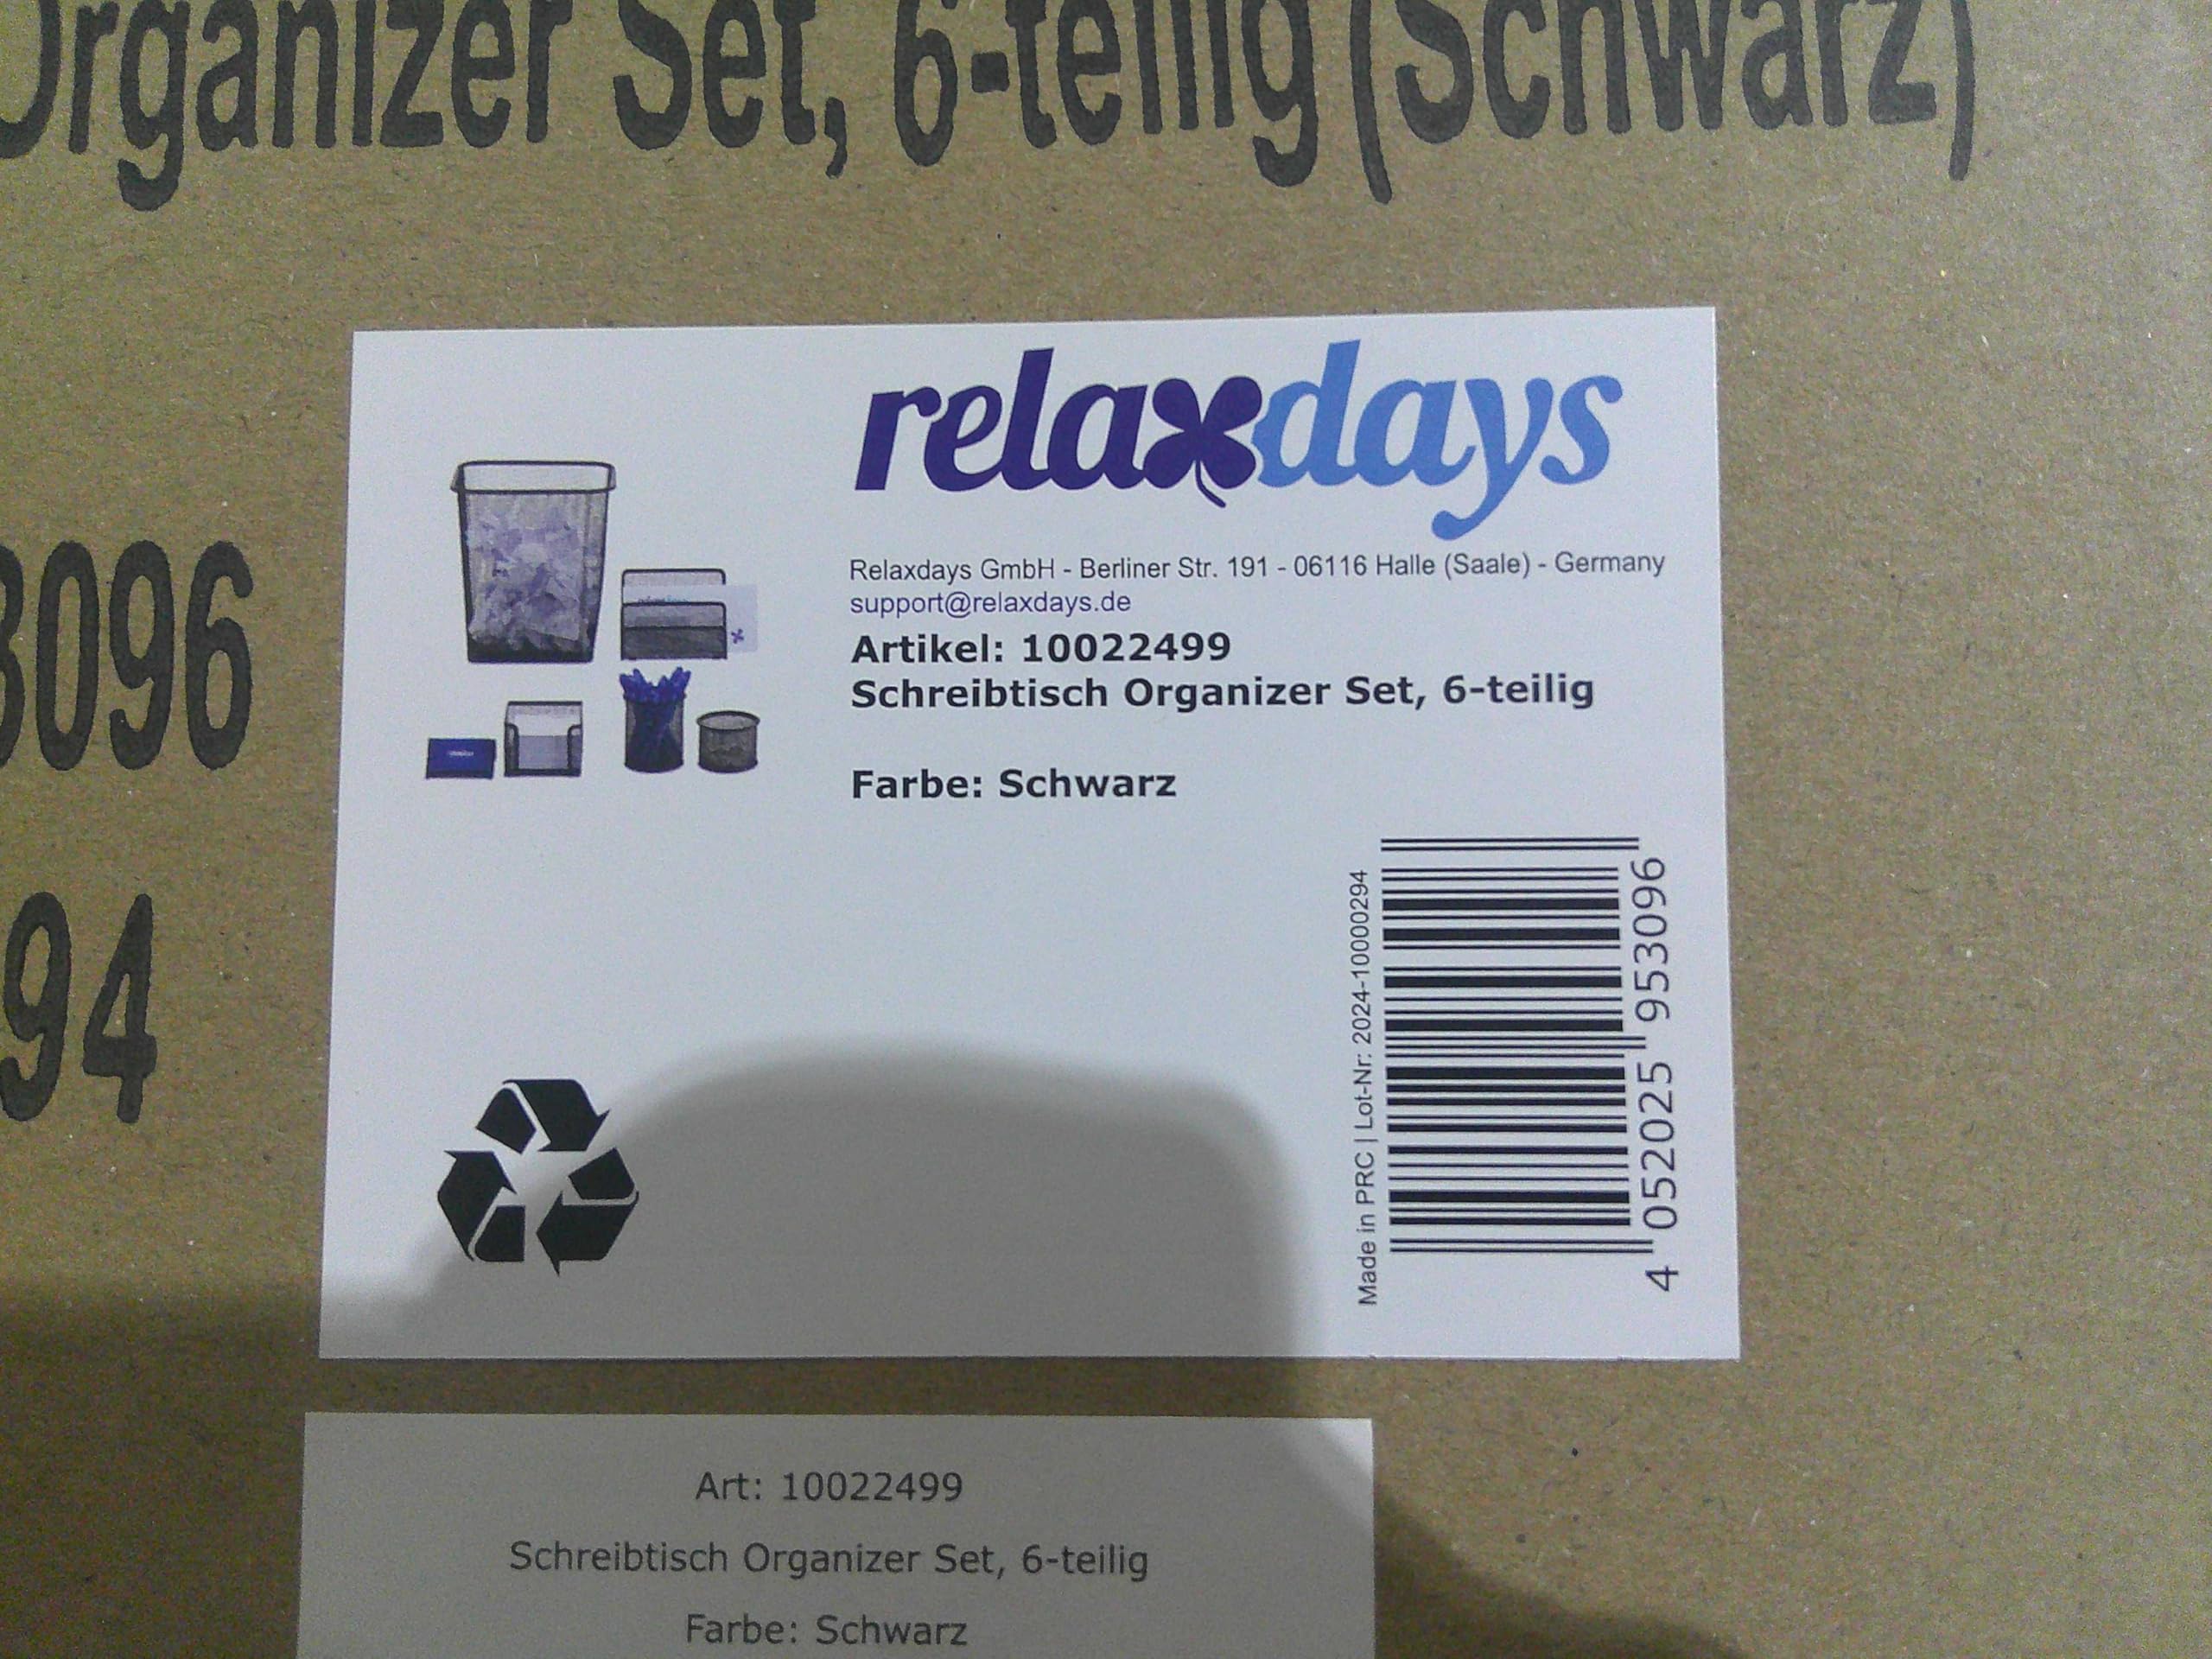 Organizer Set, 6-teilig (Schwarz)
3096
94
relaxdays
Relaxdays GmbH - Berliner Str. 191 - 06116 Halle (Saale) - Germany
support@relaxdays.de
Artikel: 10022499
Schreibtisch Organizer Set, 6-teilig
Farbe: Schwarz
Made in PRC | Lot-Nr: 2024-10000294
4 052025 953096
Art: 10022499
Schreibtisch Organizer Set, 6-teilig
Farbe: Schwarz